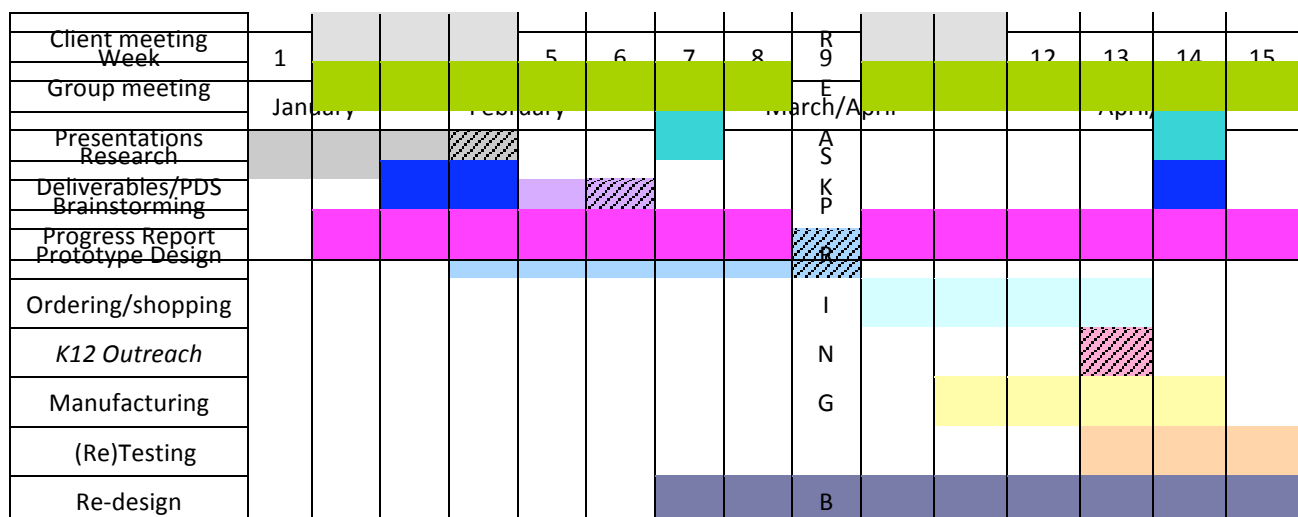 Client meeting R
Week 1 5 6 7 8 9 12 13 14 15
Group meeting E
January February March/April April/
Presentations A
Research S
Deliverables/PDS K
Brainstorming P
Progress Report
Prototype Design R
Ordering/shopping I
K12 Outreach N
Manufacturing G
(Re)Testing
Re-design B